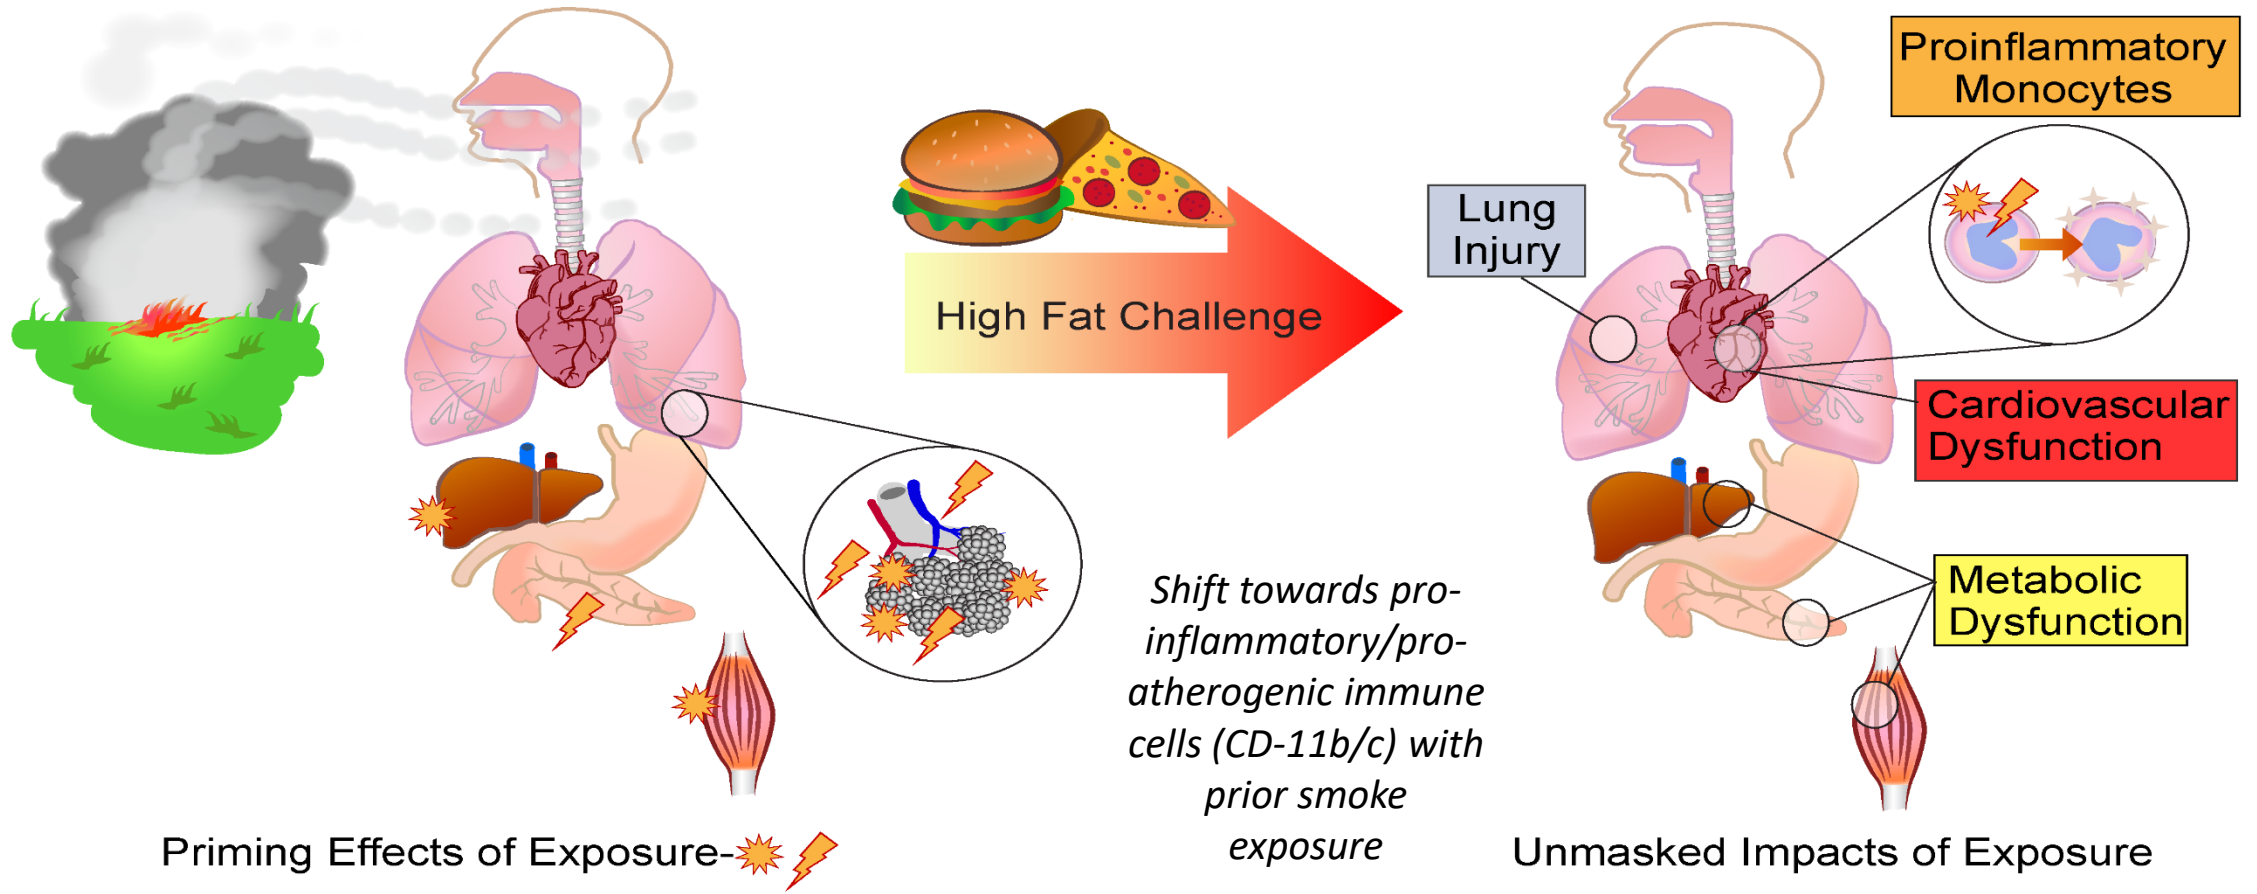 Proinflammatory
Monocytes
Lung
Injury
High Fat Challenge
Cardiovascular
Dysfunction
Metabolic
Dysfunction
Shift towards pro-
inflammatory/pro-
atherogenic immune
cells (CD-11b/c) with
prior smoke
exposure
Priming Effects of Exposure-
Unmasked Impacts of Exposure